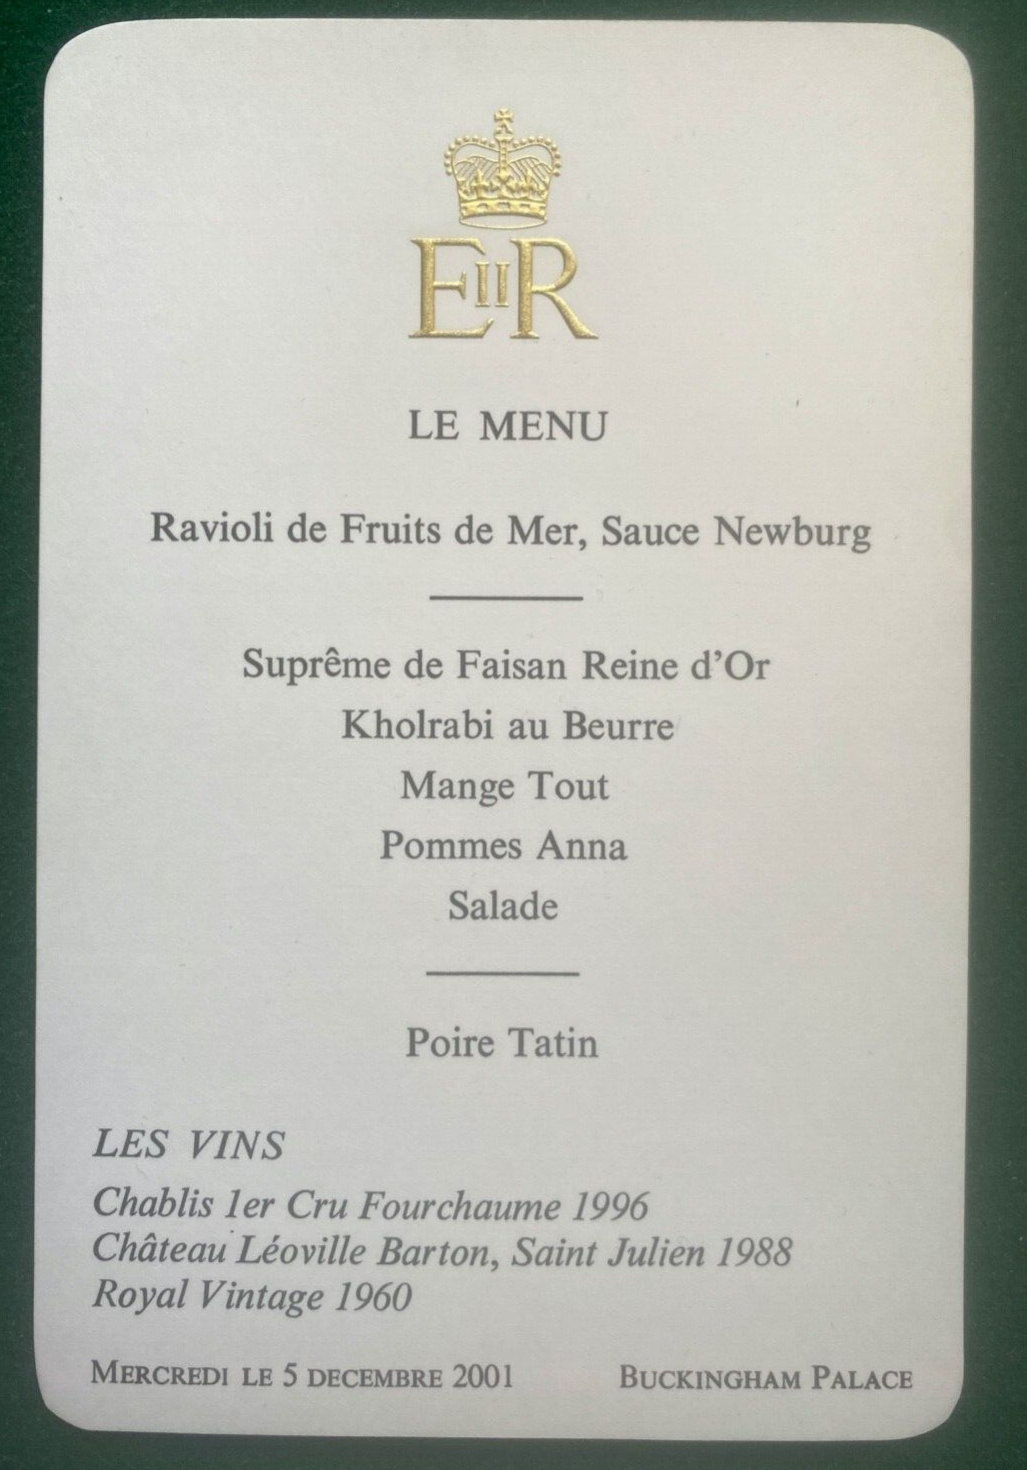 EIIR
LE MENU
Ravioli de Fruits de Mer, Sauce Newburg
Suprême de Faisan Reine d'Or
Kholrabi au Beurre
Mange Tout
Pommes Anna
Salade
Poire Tatin
LES VINS
Chablis 1er Cru Fourchaume 1996
Château Léoville Barton, Saint Julien 1988
Royal Vintage 1960
MERCREDI LE 5 DECEMBRE 2001 BUCKINGHAM PALACE